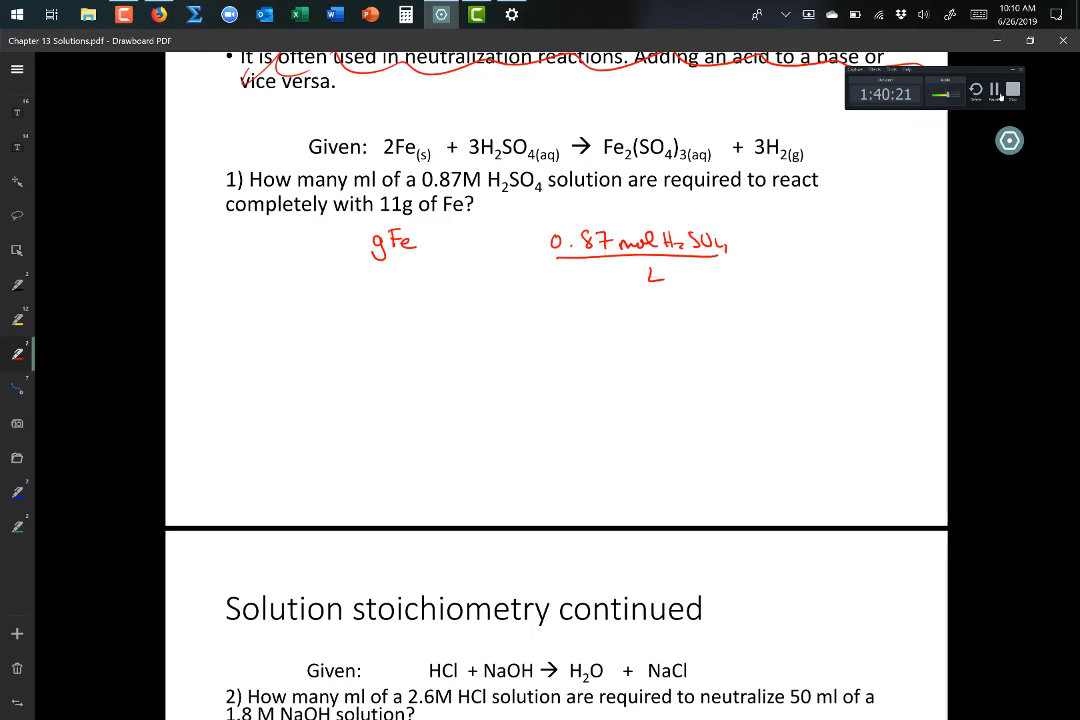 10:10 AM
6/26/2019
Chapter 13 Solutions.pdf - Drawboard PDF
• It is often used in neutralization reactions. Adding an acid to a base or
vice versa.
1:40:21
Given: 2Fe(s) + 3H2SO4(aq) → Fe2(SO4)3(aq) + 3H2(g)
1) How many ml of a 0.87M H2SO4 solution are required to react
completely with 11g of Fe?
gFe 0.87 mol H2SO4
L
Solution stoichiometry continued
Given: HCl + NaOH → H2O + NaCl
2) How many ml of a 2.6M HCl solution are required to neutralize 50 ml of a
1.8 M NaOH solution?